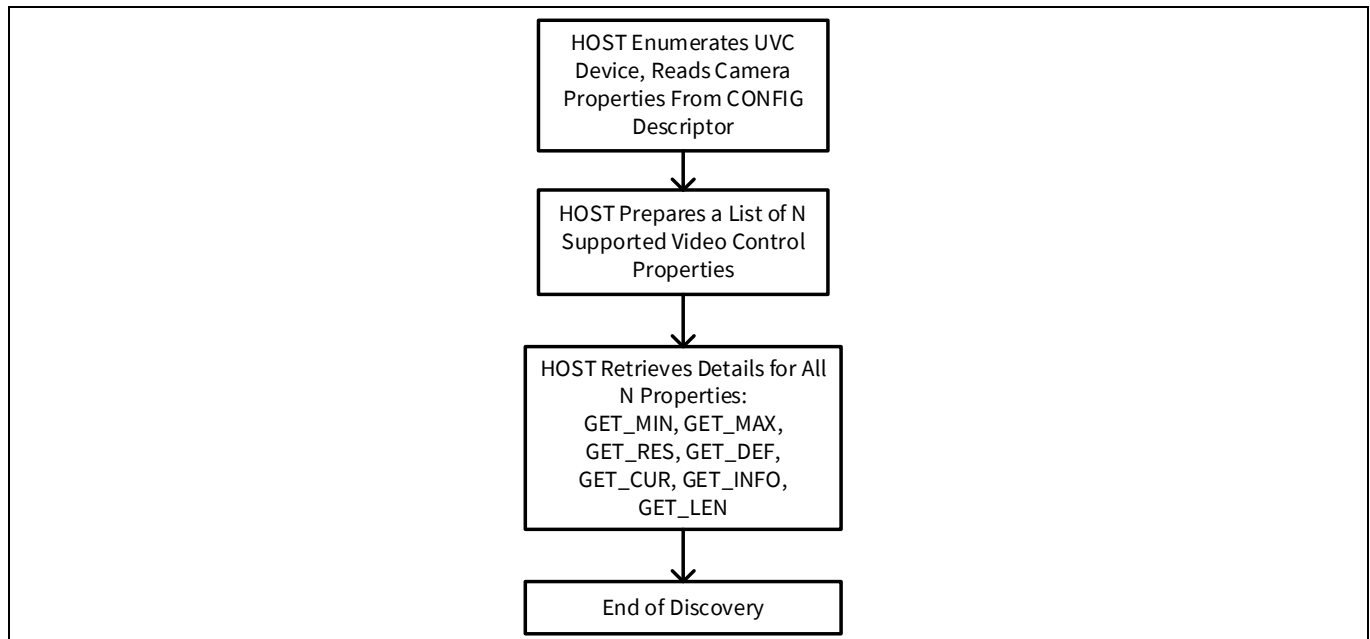 HOST Enumerates UVC
Device, Reads Camera
Properties From CONFIG
Descriptor
HOST Prepares a List of N
Supported Video Control
Properties
HOST Retrieves Details for All
N Properties:
GET_MIN, GET_MAX,
GET_RES, GET_DEF,
GET_CUR, GET_INFO,
GET_LEN
End of Discovery